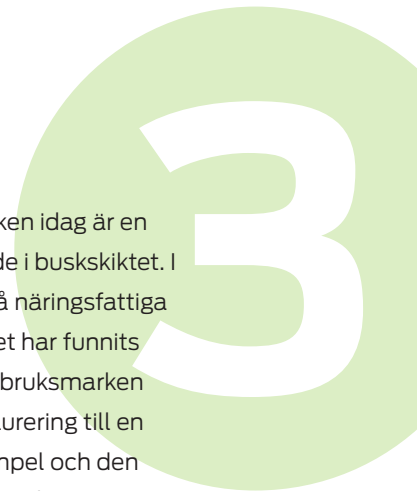 3
ken idag är en
de i buskskiktet. I
å näringsfattiga
et har funnits
bruksmarken
urering till en
npel och den